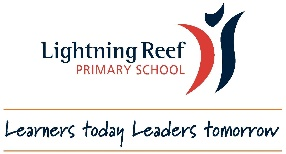 Lightning Reef
PRIMARY SCHOOL
Learners today Leaders tomorrow